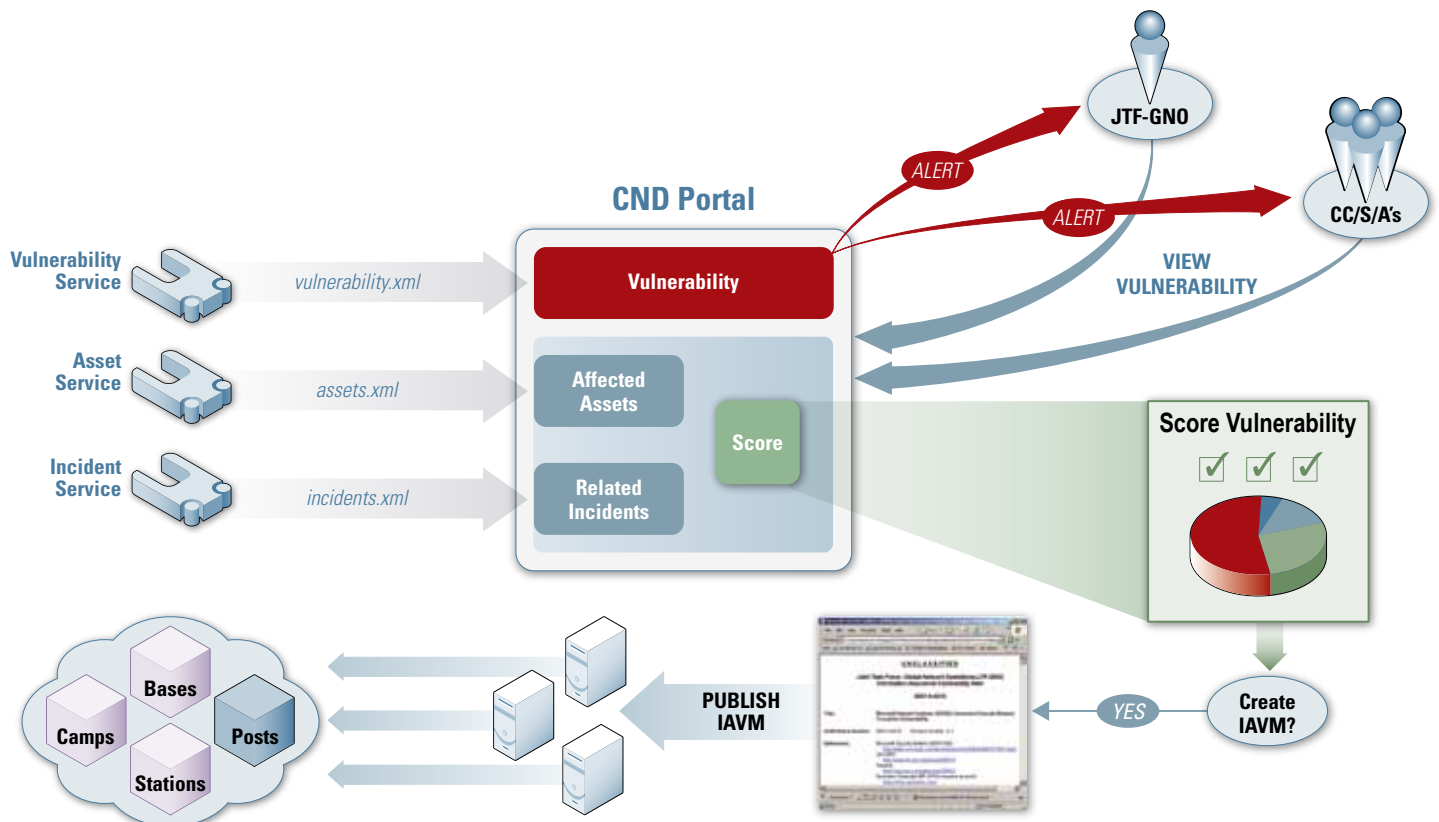 JTF-GNO
ALERT
CC/S/A's
ALERT
VIEW
VULNERABILITY
CND Portal
Vulnerability
Service
vulnerability.xml
Vulnerability
Asset
Service
assets.xml
Affected
Assets
Score
Incident
Service
incidents.xml
Related
Incidents
Score Vulnerability
Create
IAVM?
YES
UNCLASSIFIED
PUBLISH
IAVM
Bases
Camps
Posts
Stations